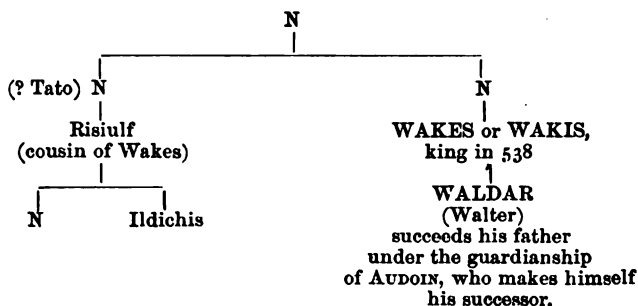 N
(? Tato) N
N
Risiulf
(cousin of Wakes)
WAKES or WAKIS,
king in 538
N
Ildichis
WALDAR
(Walter)
succeeds his father
under the guardianship
of AUDOIN, who makes himself
his successor.